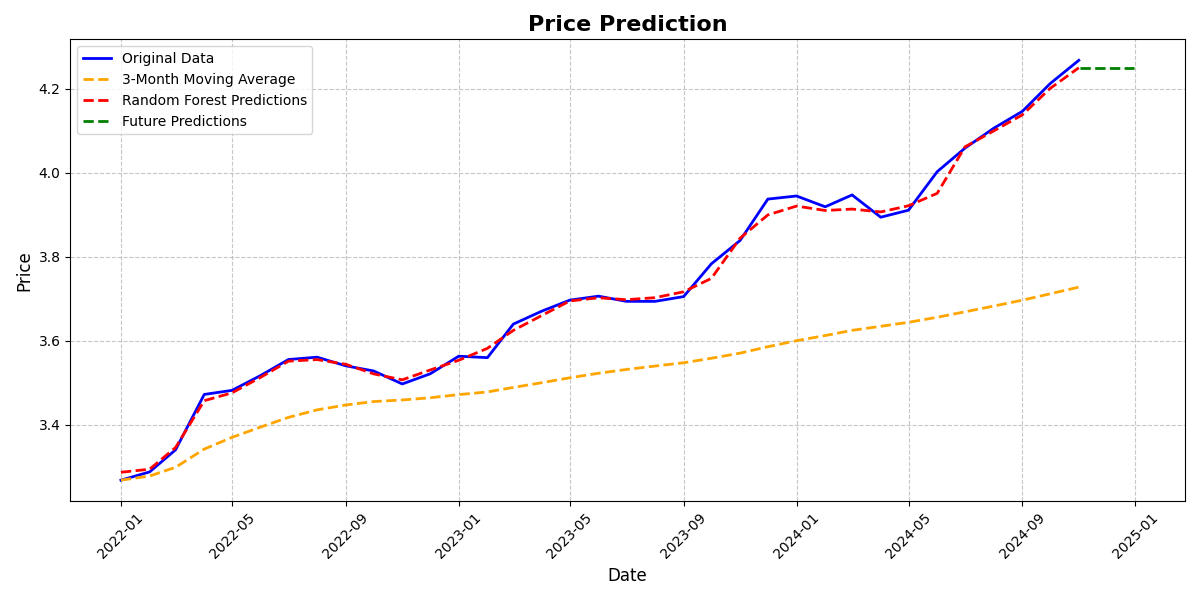 Price Prediction
Original Data
3-Month Moving Average
Random Forest Predictions
Future Predictions
Price
4.2
4.0
3.8
3.6
3.4
2022-01
2022-05
2022-09
2023-01
2023-05
2023-09
2024-01
2024-05
2024-09
2025-01
Date